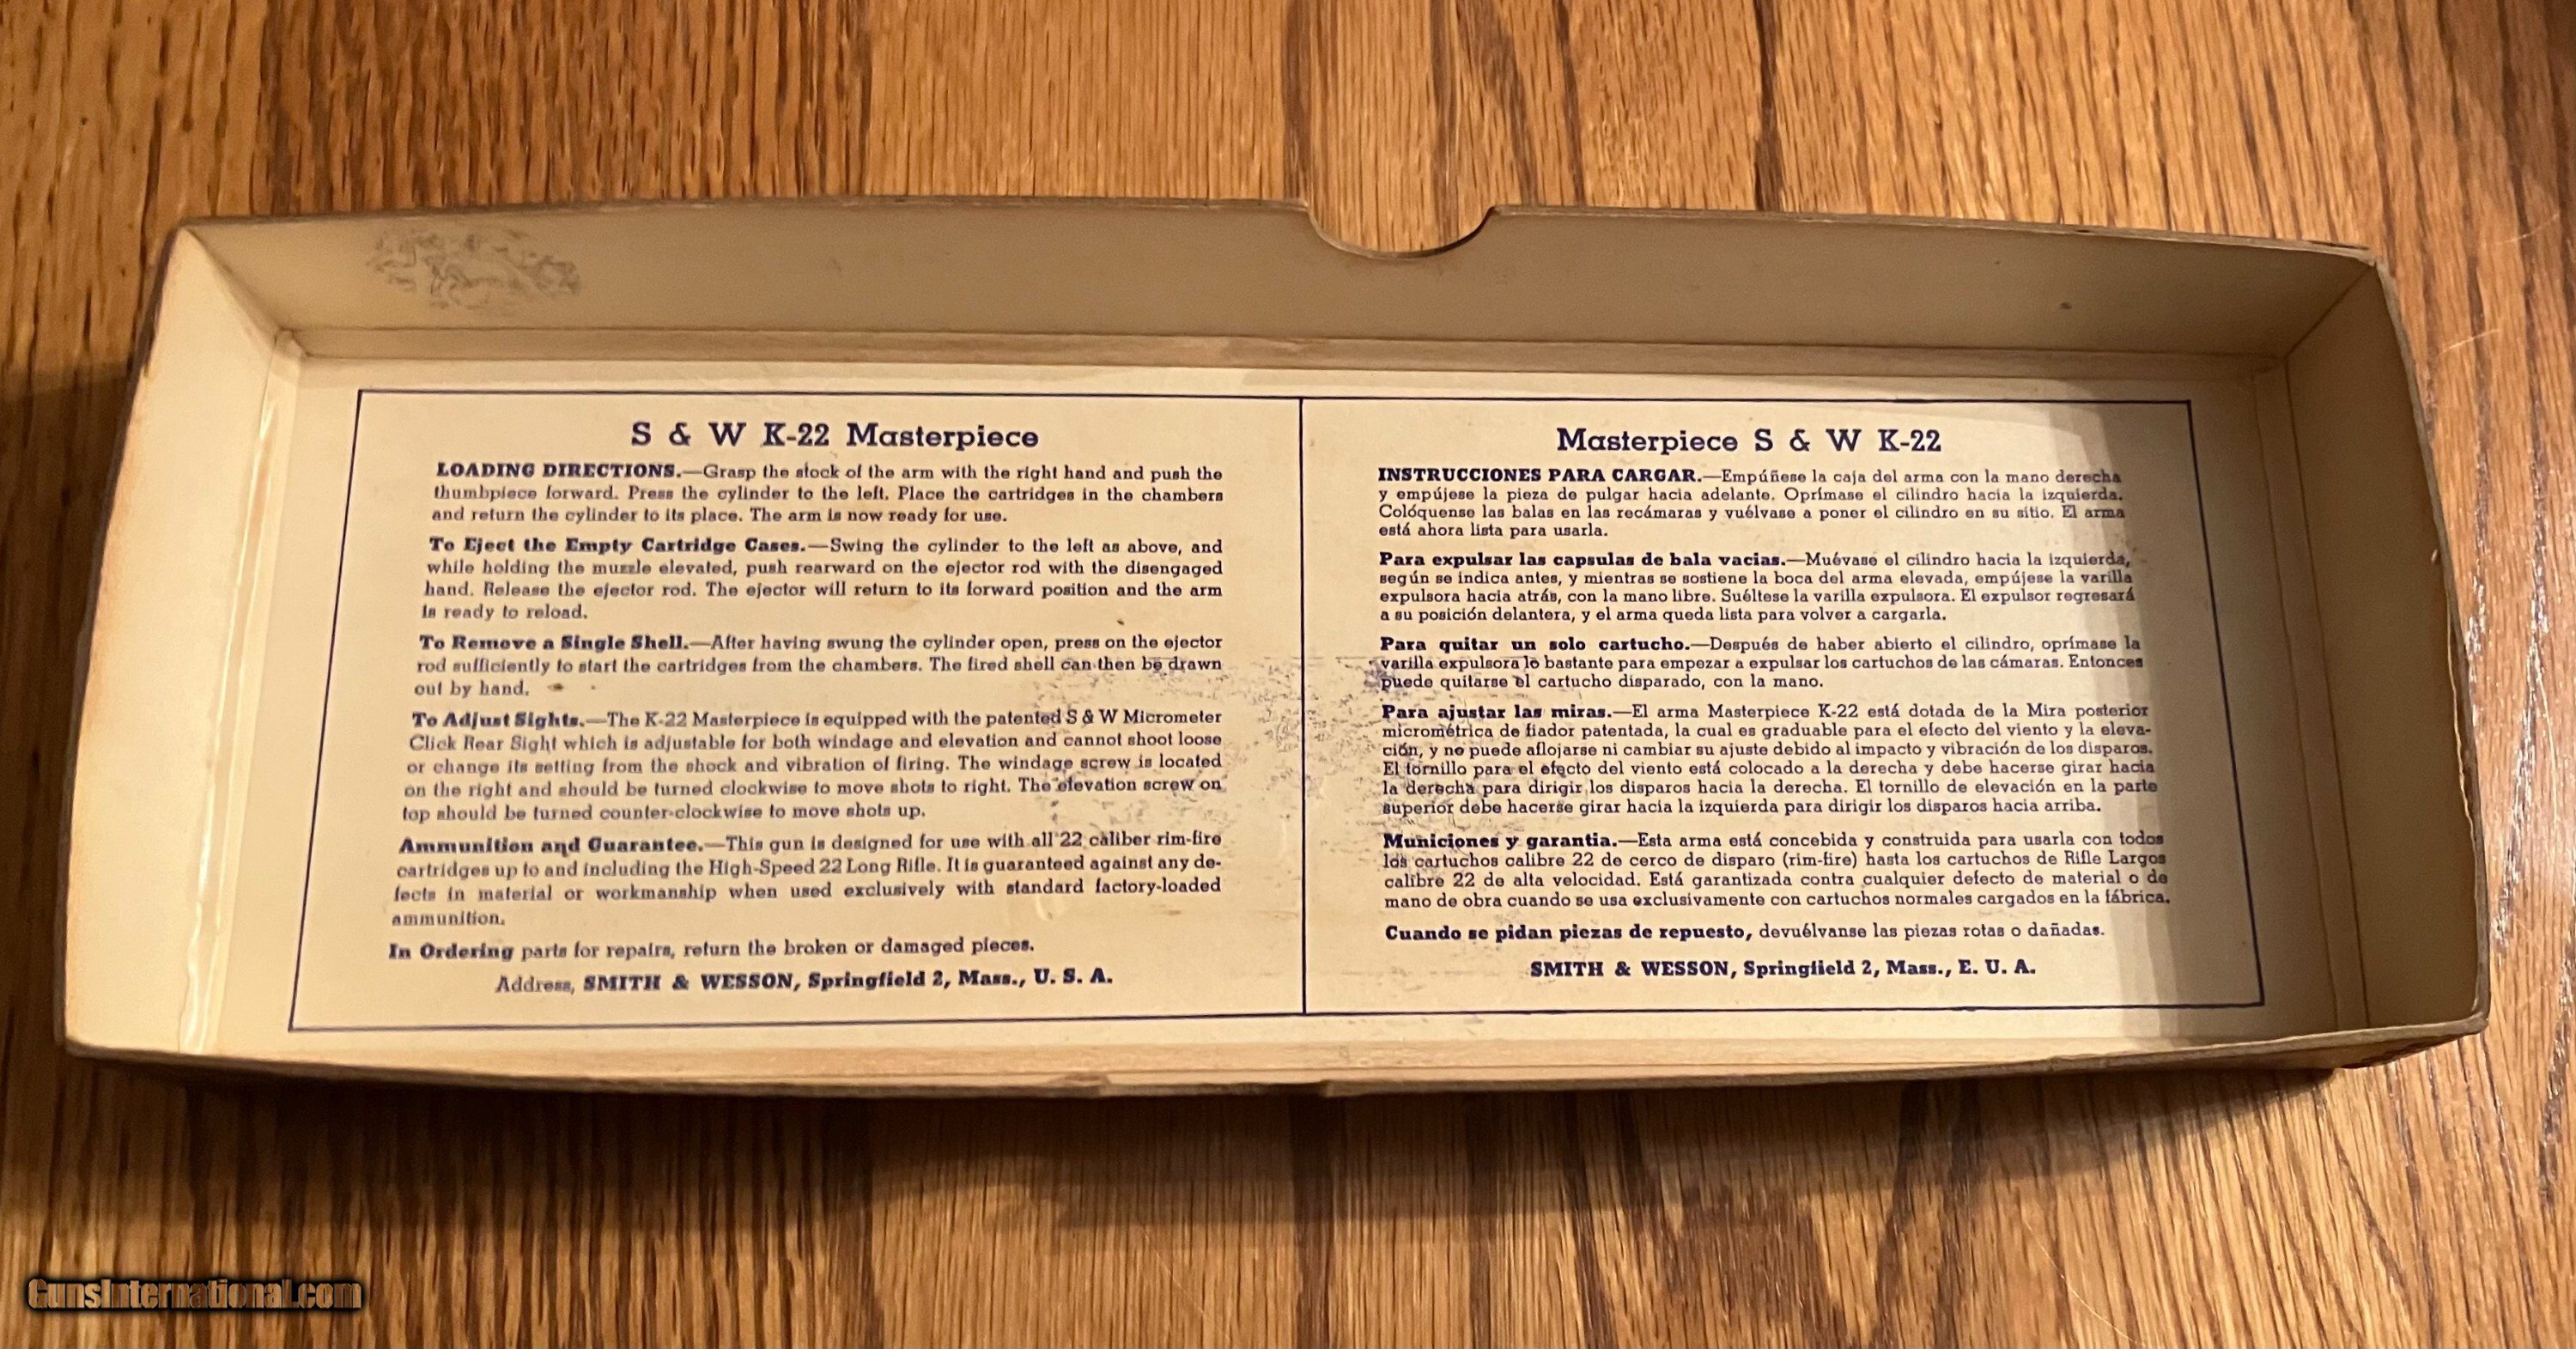 S & W K-22 Masterpiece
LOADING DIRECTIONS.—Grasp the stock of the arm with the right hand and push the
thumbpiece forward. Press the cylinder to the left. Place the cartridges in the chambers
and return the cylinder to its place. The arm is now ready for use.
To Eject the Empty Cartridge Cases.—Swing the cylinder to the left as above, and
while holding the muzzle elevated, push rearward on the ejector rod with the disengaged
hand. Release the ejector rod. The ejector will return to its forward position and the arm
is ready to reload.
To Remove a Single Shell.—After having swung the cylinder open, press on the ejector
rod sufficiently to start the cartridges from the chambers. The fired shell can then be drawn
out by hand.
To Adjust Sights.—The K-22 Masterpiece is equipped with the patented S & W Micrometer
Click Rear Sight which is adjustable for both windage and elevation and cannot shoot loose
or change its setting from the shock and vibration of firing. The windage screw is located
on the right and should be turned clockwise to move shots to right. The elevation screw on
top should be turned counter-clockwise to move shots up.
Ammunition and Guarantee.—This gun is designed for use with all 22 caliber rim-fire
cartridges up to and including the High-Speed 22 Long Rifle. It is guaranteed against any de-
fects in material or workmanship when used exclusively with standard factory-loaded
ammunition.
In Ordering parts for repairs, return the broken or damaged pieces.
Address, SMITH & WESSON, Springfield 2, Mass., U. S. A.
Masterpiece S & W K-22
INSTRUCCIONES PARA CARGAR.—Empúñese la caja del arma con la mano derecha
y empújese la pieza de pulgar hacia adelante. Oprímase el cilindro hacia la izquierda.
Colóquense las balas en las recámaras y vuélvase a poner el cilindro en su sitio. El arma
está ahora lista para usarla.
Para expulsar las capsulas de bala vacias.—Muévase el cilindro hacia la izquierda,
según se indica antes, y mientras se sostiene la boca del arma elevada, empújese la varilla
expulsora hacia atrás, con la mano libre. Suéltese la varilla expulsora. El expulsor regresará
a su posición delantera, y el arma queda lista para volver a cargarla.
Para quitar un solo cartucho.—Después de haber abierto el cilindro, oprímase la
varilla expulsora lo bastante para empezar a expulsar los cartuchos de las cámaras. Entonces
puede quitarse el cartucho disparado, con la mano.
Para ajustar las miras.—El arma Masterpiece K-22 está dotada de la Mira posterior
micrométrica de fiador patentada, la cual es graduable para el efecto del viento y la eleva-
ción, y no puede aflojarse ni cambiar su ajuste debido al impacto y vibración de los disparos.
El tornillo para el efecto del viento está colocado a la derecha y debe hacerse girar hacia
la derecha para dirigir los disparos hacia la derecha. El tornillo de elevación en la parte
superior debe hacerse girar hacia la izquierda para dirigir los disparos hacia arriba.
Municiones y garantia.—Esta arma está concebida y construida para usarla con todos
los cartuchos calibre 22 de cerco de disparo (rim-fire) hasta los cartuchos de Rifle Largos
calibre 22 de alta velocidad. Está garantizada contra cualquier defecto de material o de
mano de obra cuando se usa exclusivamente con cartuchos normales cargados en la fábrica.
Cuando se pidan piezas de repuesto, devuélvanse las piezas rotas o dañadas.
SMITH & WESSON, Springfield 2, Mass., E. U. A.
GunsInternational.com